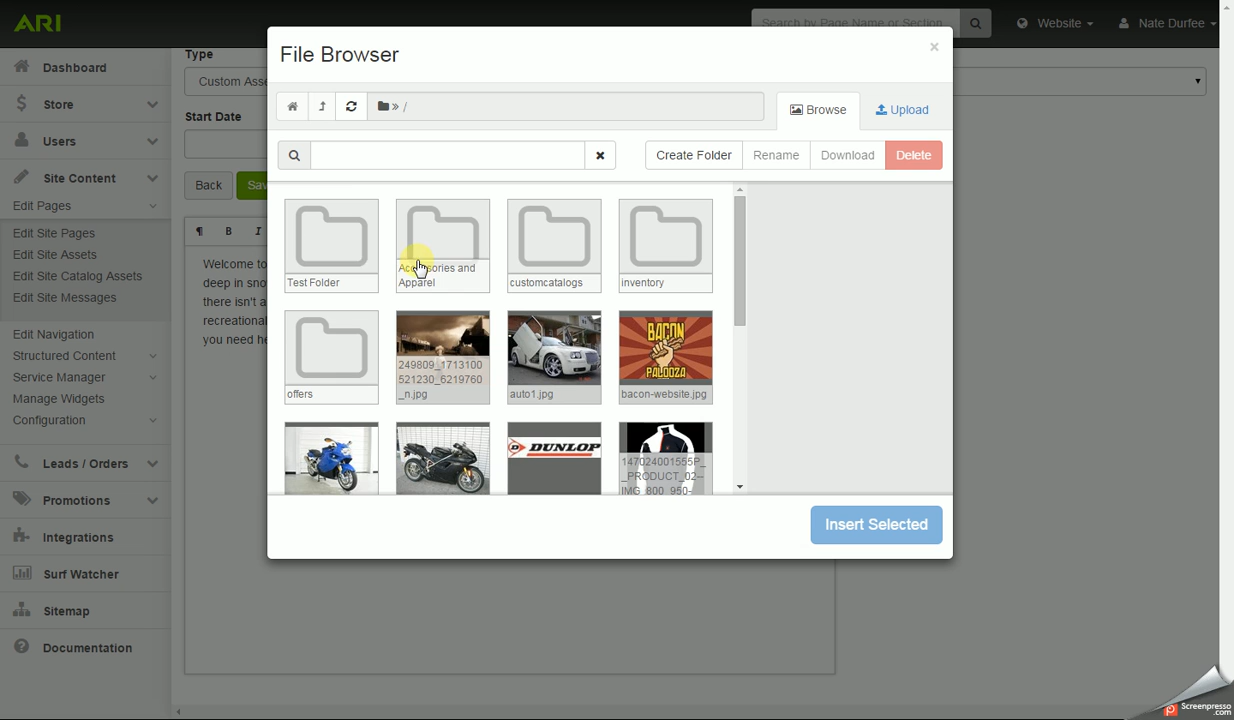 ARI
Search by Page Name or Section
Website
Nate Durfee
Dashboard
Store
Users
Site Content
Edit Pages
Edit Site Pages
Edit Site Assets
Edit Site Catalog Assets
Edit Site Messages
Edit Navigation
Structured Content
Service Manager
Manage Widgets
Configuration
Leads / Orders
Promotions
Integrations
Surf Watcher
Sitemap
Documentation
Type
Custom Asse
Start Date
Back
Sav
¶ B I
Welcome to
deep in sno
there isn't a
recreational
you need he
File Browser
×
» /
Browse
Upload
Create Folder
Rename
Download
Delete
Test Folder
Accessories and
Apparel
customcatalogs
inventory
offers
249809_1713100
521230_6219760
_n.jpg
auto1.jpg
BACON
PALOOZA
bacon-website.jpg
DUNLOP
147024001555P_
_PRODUCT_02--
IMG_800_950-
Insert Selected
Screenpresso
.com